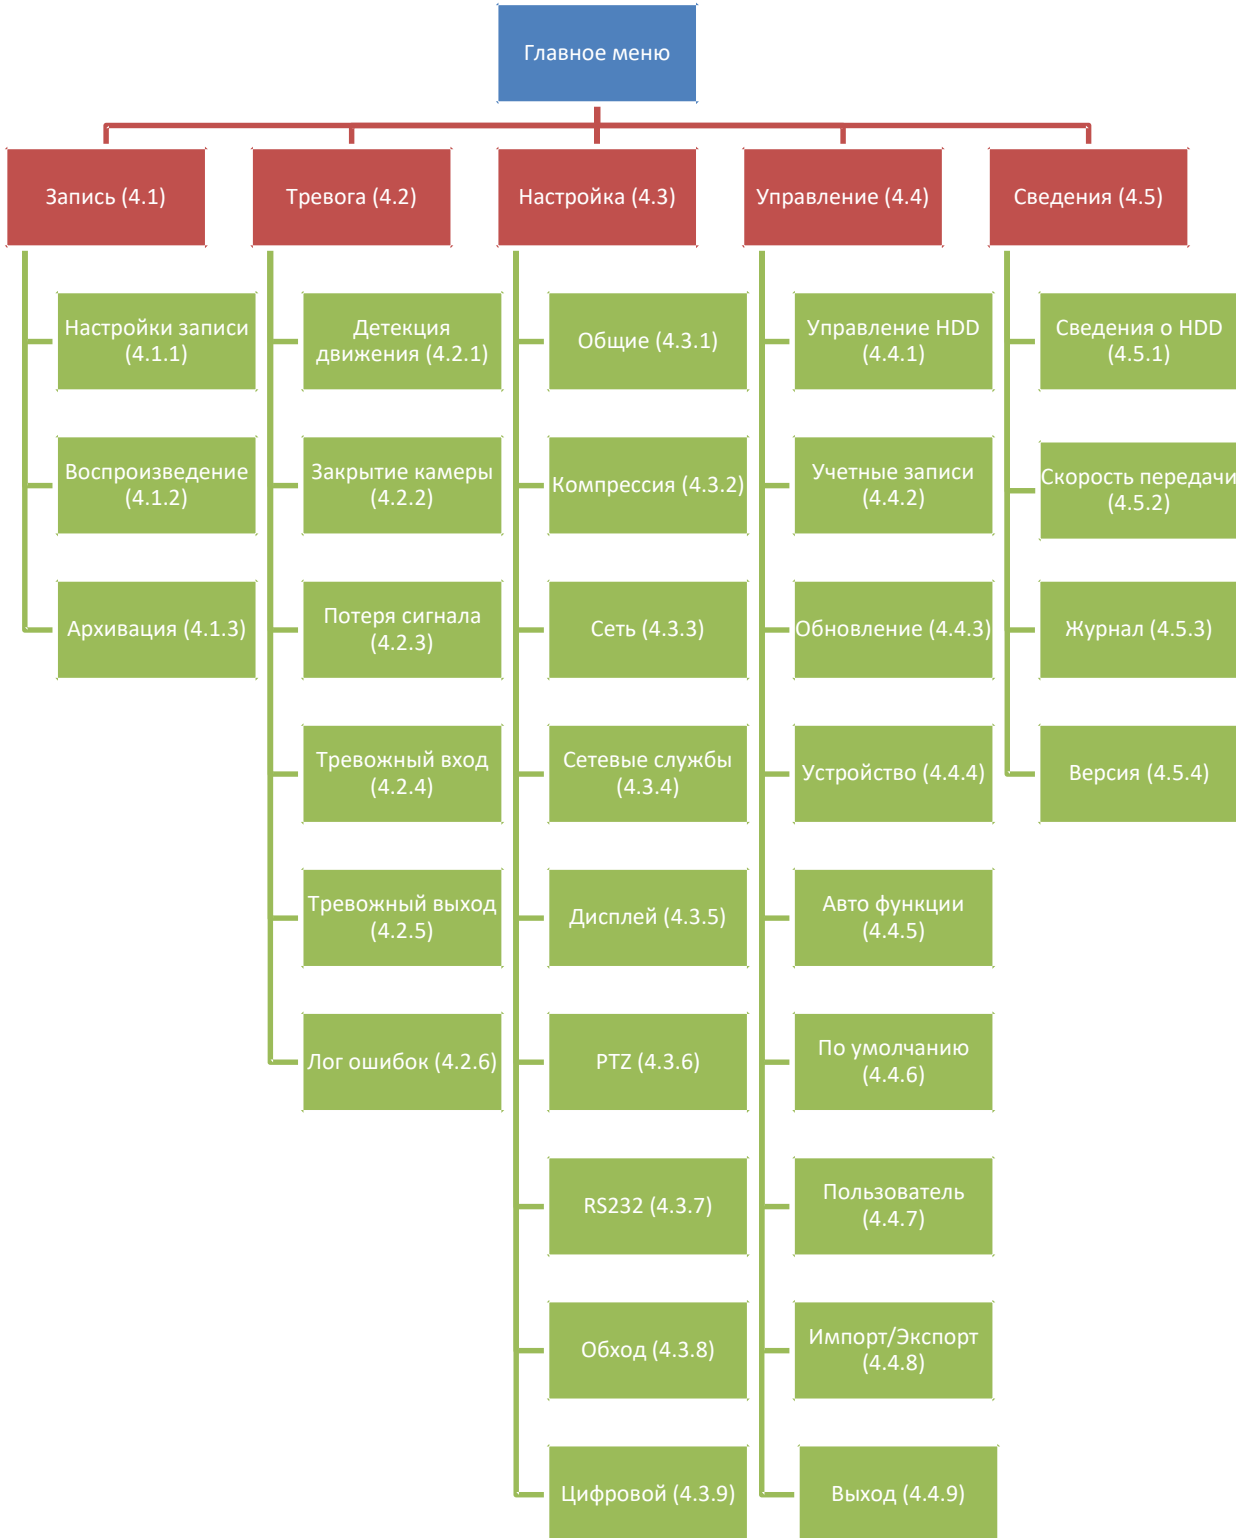 Главное меню
Запись (4.1)
Тревога (4.2)
Настройка (4.3)
Управление (4.4)
Сведения (4.5)
Настройки записи
(4.1.1)
Воспроизведение
(4.1.2)
Архивация (4.1.3)
Детекция
движения (4.2.1)
Закрытие камеры
(4.2.2)
Потеря сигнала
(4.2.3)
Тревожный вход
(4.2.4)
Тревожный выход
(4.2.5)
Лог ошибок (4.2.6)
Общие (4.3.1)
Компрессия (4.3.2)
Сеть (4.3.3)
Сетевые службы
(4.3.4)
Дисплей (4.3.5)
PTZ (4.3.6)
RS232 (4.3.7)
Обход (4.3.8)
Цифровой (4.3.9)
Управление HDD
(4.4.1)
Учетные записи
(4.4.2)
Обновление (4.4.3)
Устройство (4.4.4)
Авто функции
(4.4.5)
По умолчанию
(4.4.6)
Пользователь
(4.4.7)
Импорт/Экспорт
(4.4.8)
Выход (4.4.9)
Сведения о HDD
(4.5.1)
Скорость передачи
(4.5.2)
Журнал (4.5.3)
Версия (4.5.4)